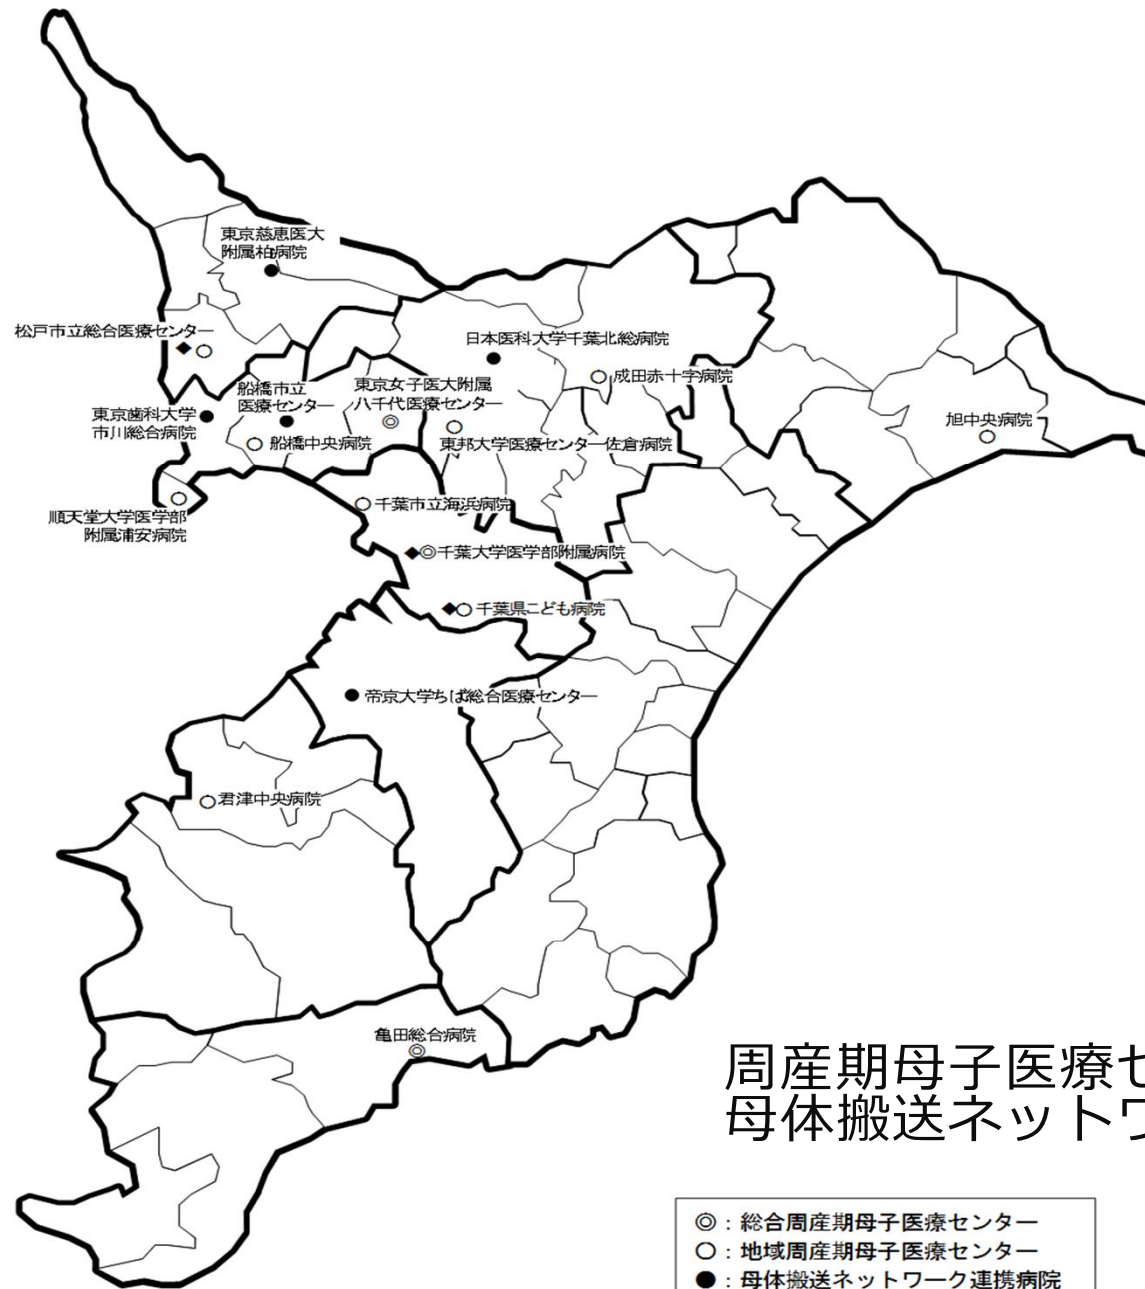 東京慈恵医大
附属柏病院
松戸市立総合医療センター
◆○
日本医科大学千葉北総病院
成田赤十字病院
船橋市立
医療センター
東京女子医大附属
八千代医療センター
東京歯科大学
市川総合病院
船橋中央病院
東邦大学医療センター佐倉病院
旭中央病院
順天堂大学医学部
附属浦安病院
千葉市立海浜病院
◆◎千葉大学医学部附属病院
◆○千葉県こども病院
帝京大学ちば総合医療センター
君津中央病院
亀田総合病院
周産期母子医療セ
母体搬送ネットワ
◎：総合周産期母子医療センター
○：地域周産期母子医療センター
●：母体搬送ネットワーク連携病院